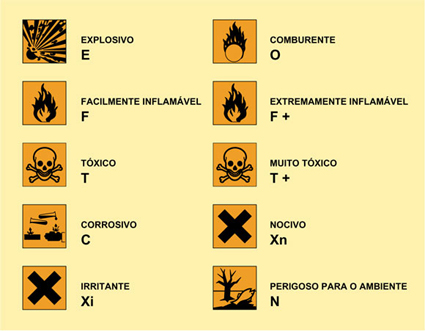 EXPLOSIVO
E
COMBURENTE
O
FACILMENTE INFLAMÁVEL
F
EXTREMAMENTE INFLAMÁVEL
F +
TÓXICO
T
MUITO TÓXICO
T +
CORROSIVO
C
NOCIVO
Xn
IRRITANTE
Xi
PERIGOSO PARA O AMBIENTE
N